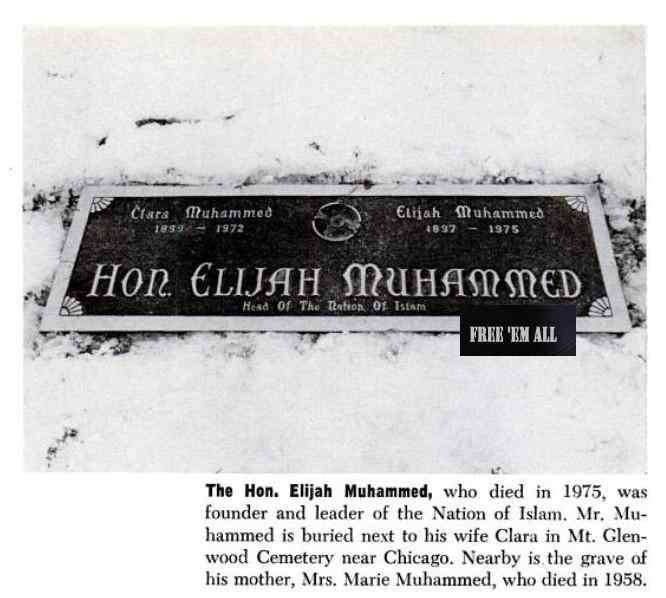 Clara Muhammed
1899 – 1972
Elijah Muhammed
1897 – 1975
HON. ELIJAH MUHAMMED
Head Of The Nation Of Islam
FREE 'EM ALL
The Hon. Elijah Muhammed, who died in 1975, was
founder and leader of the Nation of Islam. Mr. Mu-
hammed is buried next to his wife Clara in Mt. Glen-
wood Cemetery near Chicago. Nearby is the grave of
his mother, Mrs. Marie Muhammed, who died in 1958.